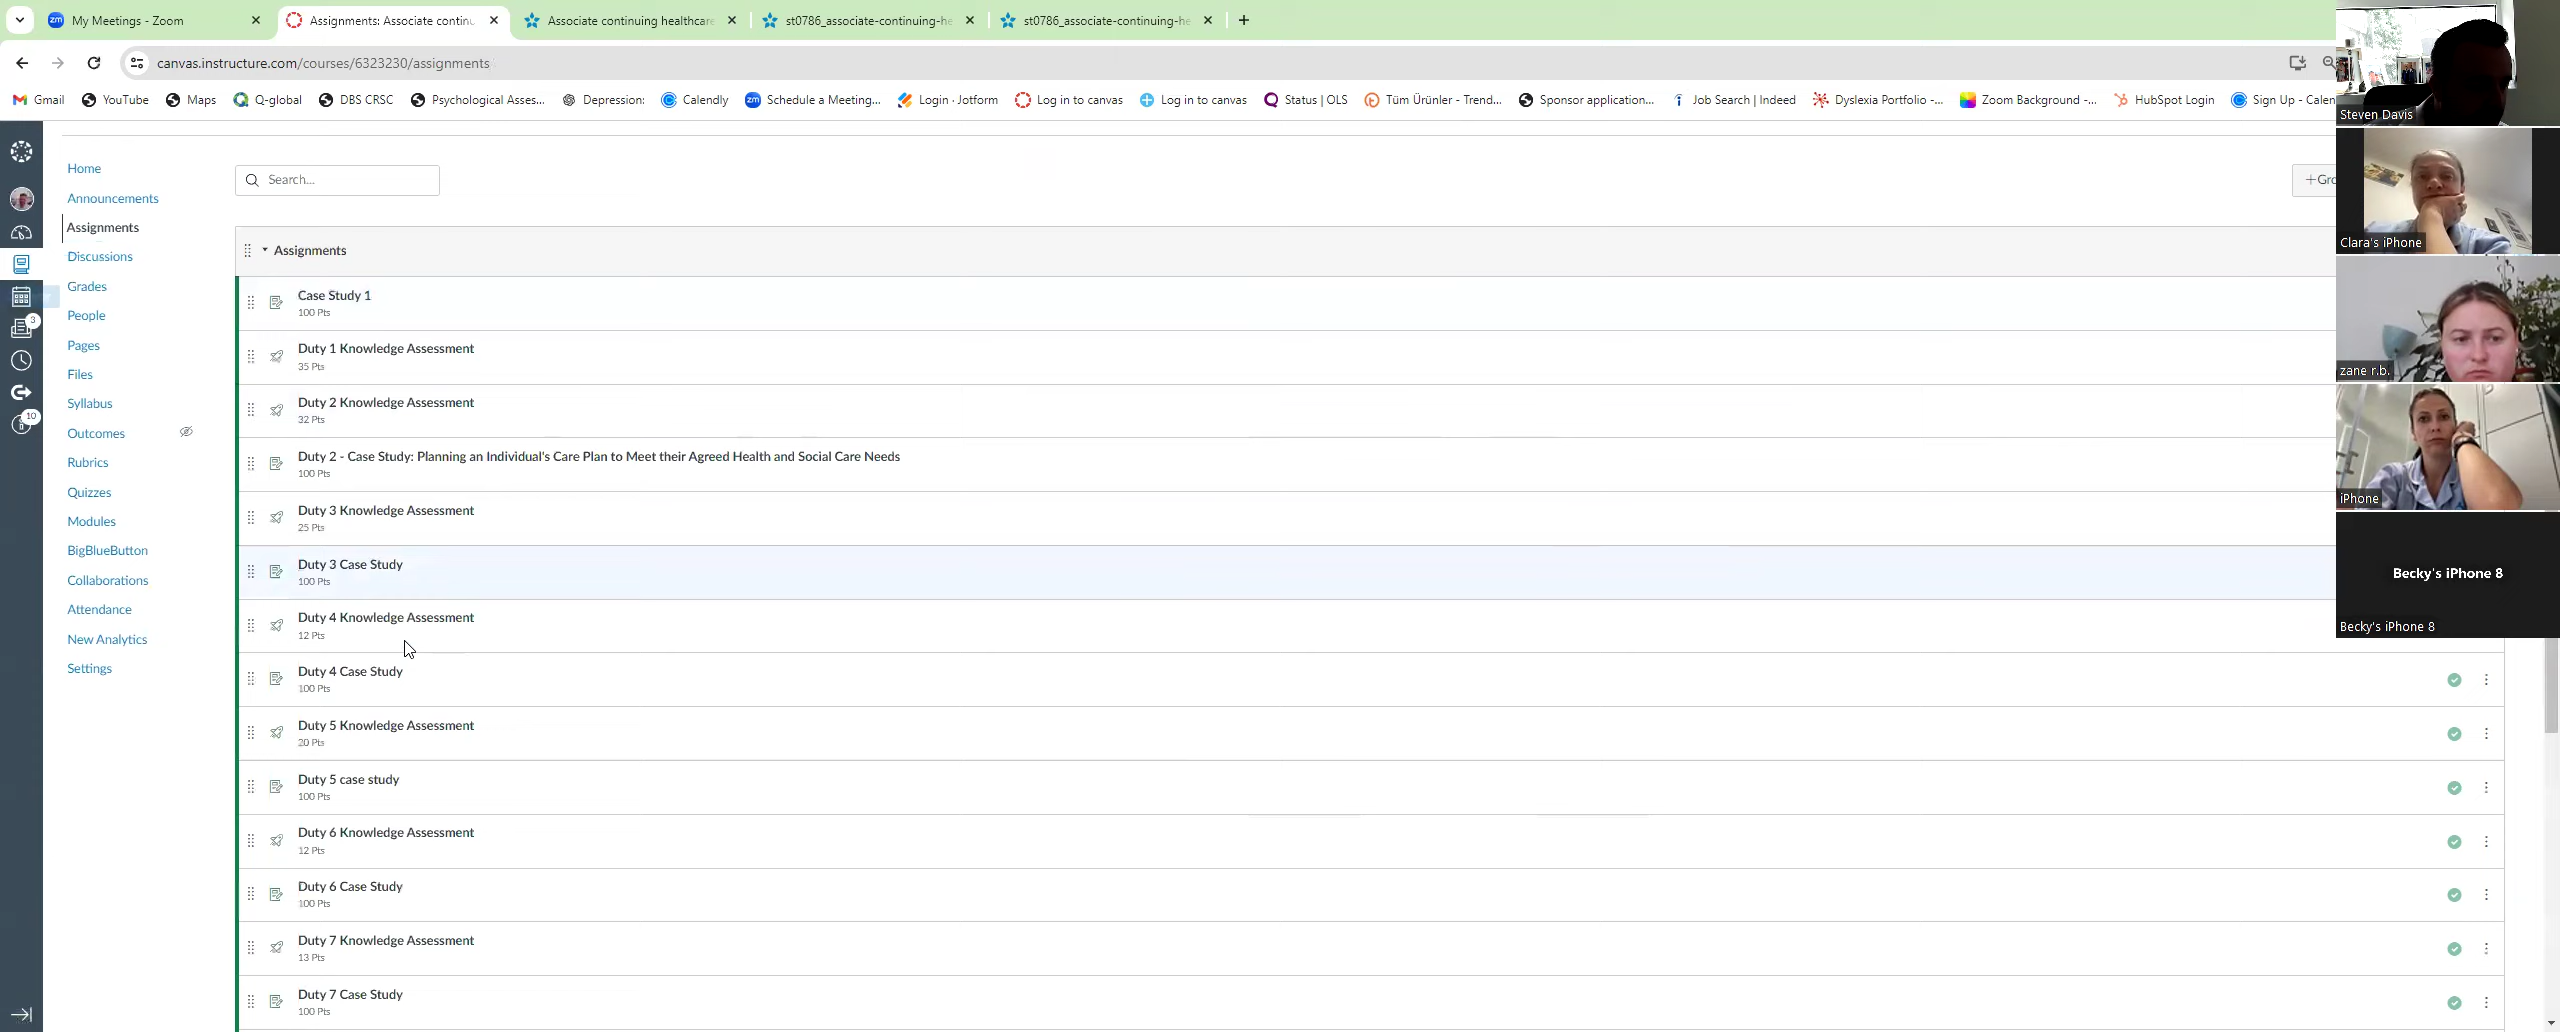 My Meetings - Zoom
Assignments: Associate continu
Associate continuing healthcare
st0786_associate-continuing-he
st0786_associate-continuing-he
canvas.instructure.com/courses/6323230/assignments
Gmail
YouTube
Maps
Q-global
DBS CRSC
Psychological Asses...
Depression:
Calendly
zm Schedule a Meeting...
Login · Jotform
Log in to canvas
Log in to canvas
Status | OLS
Tüm Ürünler - Trend...
Sponsor application...
Job Search | Indeed
Dyslexia Portfolio -...
Zoom Background -...
HubSpot Login
Sign Up - Calen
Home
Announcements
Assignments
Discussions
Grades
People
Pages
Files
Syllabus
Outcomes
Rubrics
Quizzes
Modules
BigBlueButton
Collaborations
Attendance
New Analytics
Settings
3
10
Search...
+Gro
Assignments
Case Study 1
100 Pts
Duty 1 Knowledge Assessment
35 Pts
Duty 2 Knowledge Assessment
32 Pts
Duty 2 - Case Study: Planning an Individual's Care Plan to Meet their Agreed Health and Social Care Needs
100 Pts
Duty 3 Knowledge Assessment
25 Pts
Duty 3 Case Study
100 Pts
Duty 4 Knowledge Assessment
12 Pts
Duty 4 Case Study
100 Pts
Duty 5 Knowledge Assessment
20 Pts
Duty 5 case study
100 Pts
Duty 6 Knowledge Assessment
12 Pts
Duty 6 Case Study
100 Pts
Duty 7 Knowledge Assessment
13 Pts
Duty 7 Case Study
100 Pts
Steven Davis
Clara's iPhone
zane r.b.
iPhone
Becky's iPhone 8
Becky's iPhone 8